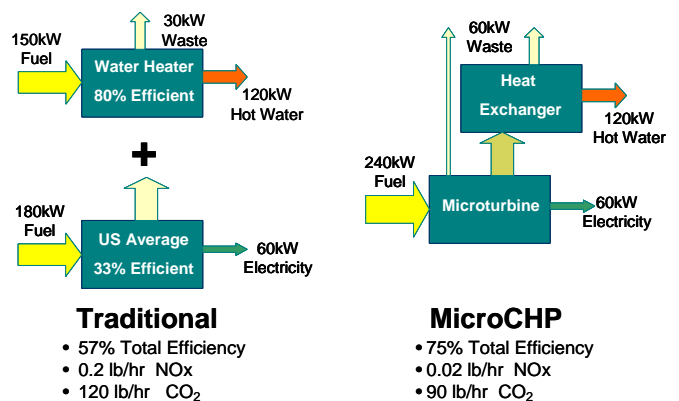 30kW
Waste
150kW
Fuel
Water Heater
80% Efficient
120kW
Hot Water
+
180kW
Fuel
US Average
33% Efficient
60kW
Electricity
Traditional
• 57% Total Efficiency
• 0.2 lb/hr NOx
• 120 lb/hr CO₂
60kW
Waste
Heat
Exchanger
120kW
Hot Water
240kW
Fuel
Microturbine
60kW
Electricity
MicroCHP
• 75% Total Efficiency
• 0.02 lb/hr NOx
• 90 lb/hr CO₂